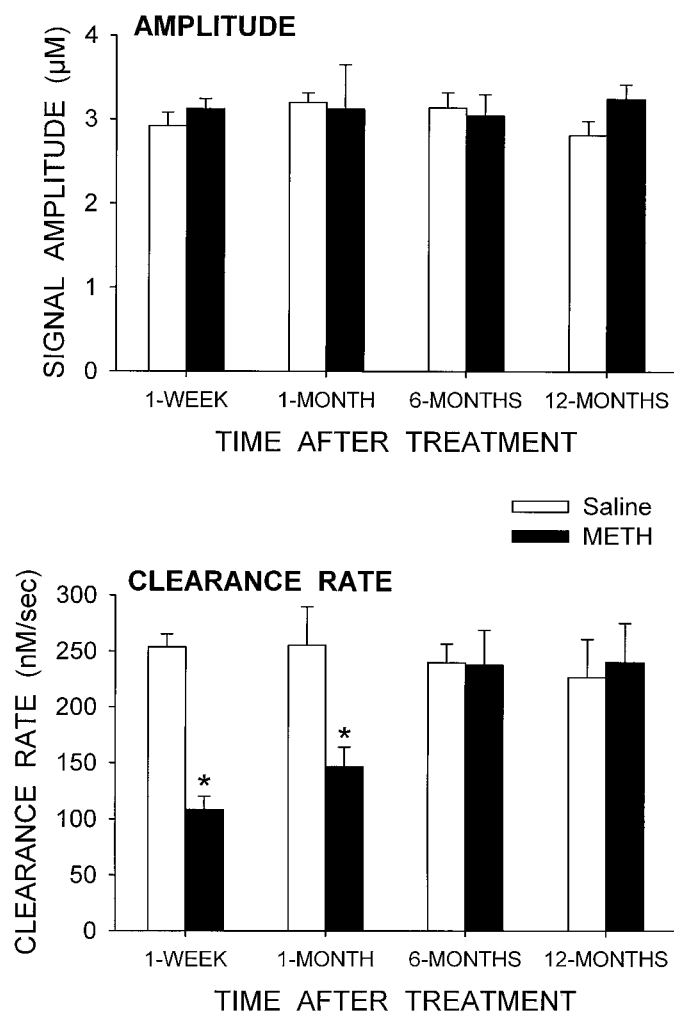 AMPLITUDE
SIGNAL AMPLITUDE (µM)
4
3
2
1
0
1-WEEK 1-MONTH 6-MONTHS 12-MONTHS
TIME AFTER TREATMENT
Saline
METH
CLEARANCE RATE
CLEARANCE RATE (nM/sec)
300
250
200
150
100
50
0
*
*
1-WEEK 1-MONTH 6-MONTHS 12-MONTHS
TIME AFTER TREATMENT